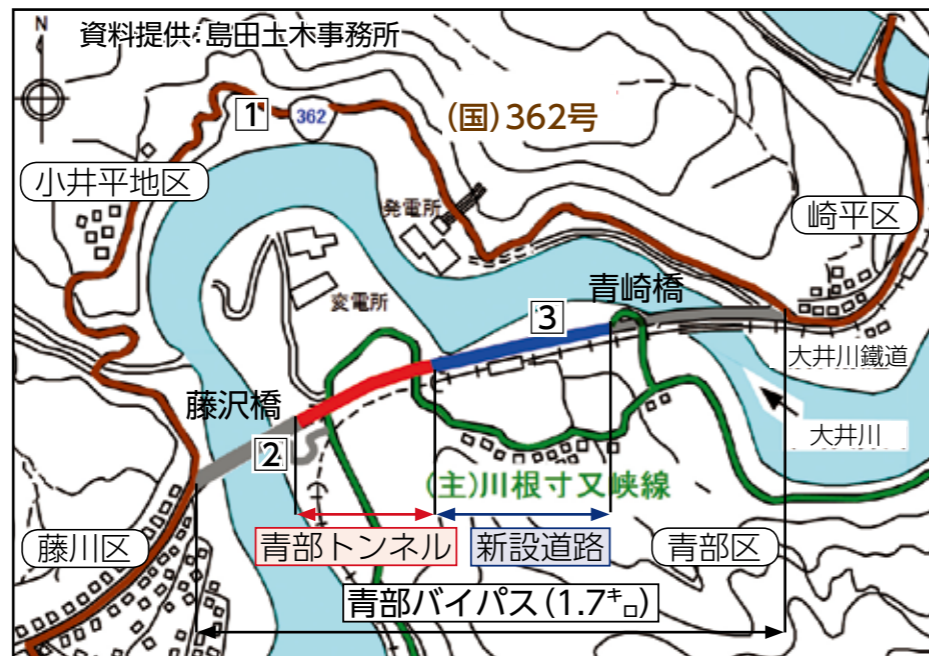 資料提供:島田土木事務所
N
1
362
(国)362号
小井平地区
発電所
崎平区
変電所
青崎橋
3
大井川鐵道
藤沢橋
大井川
2
(主)川根寸又峡線
藤川区
青部トンネル
新設道路
青部区
青部バイパス(1.7㌔)